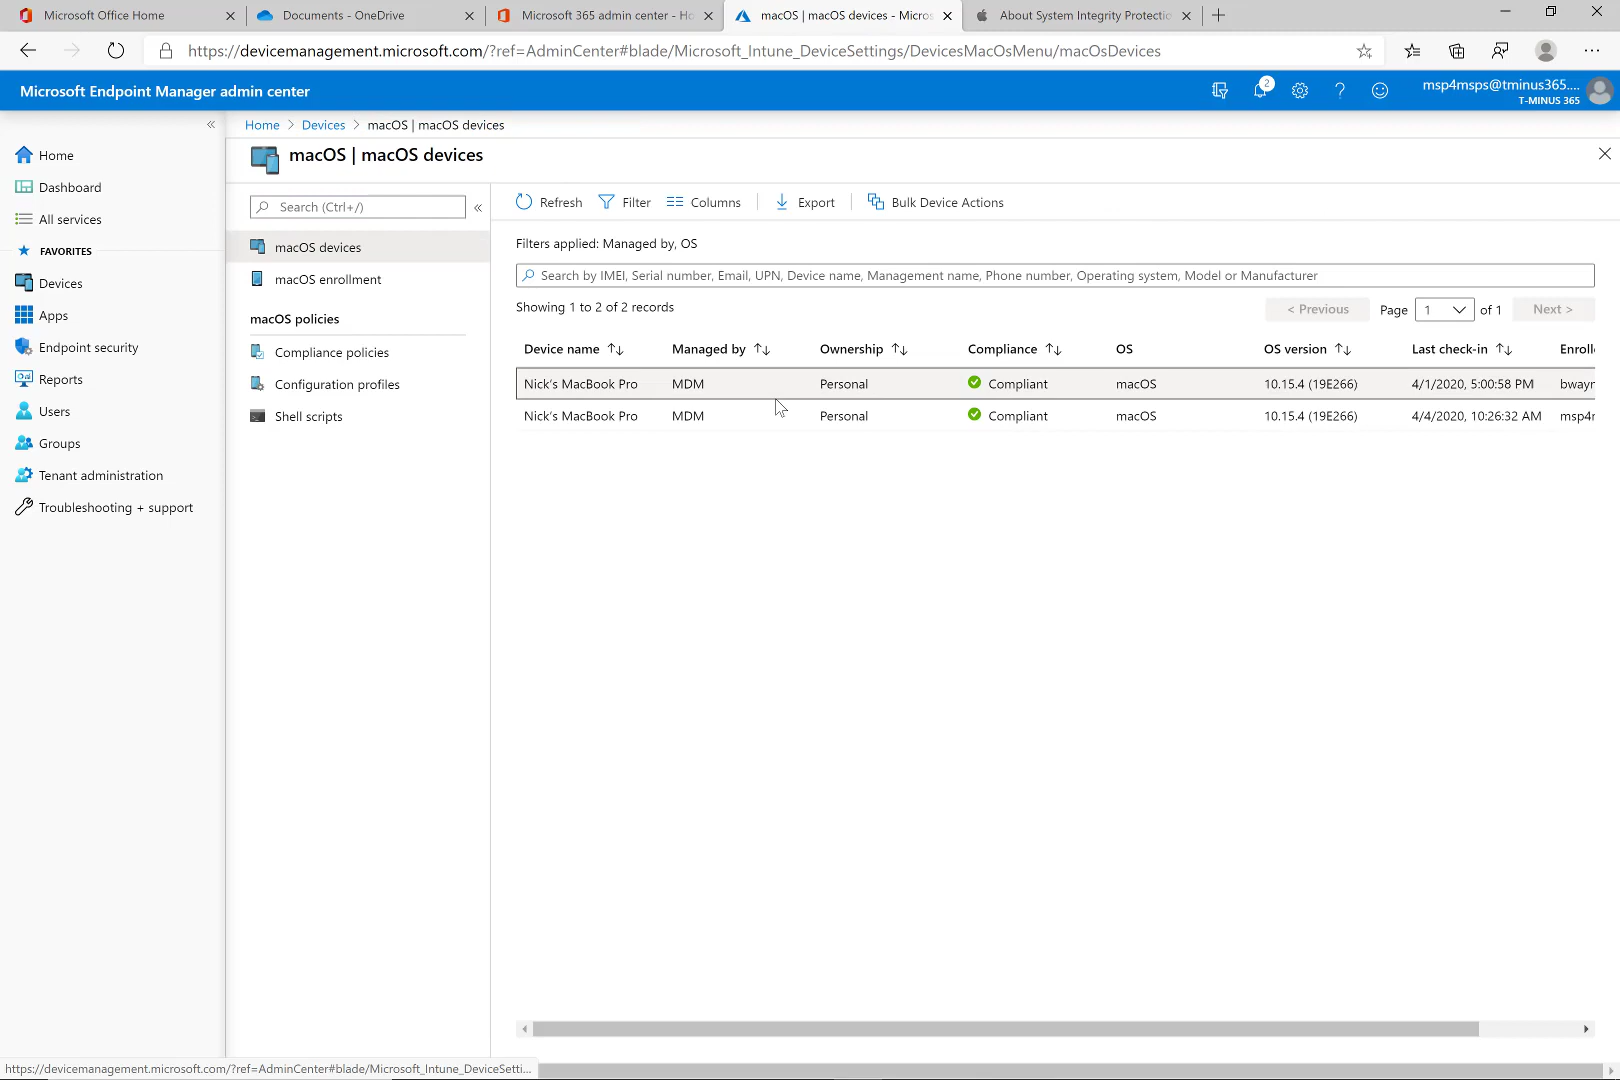 Microsoft Office Home
Documents - OneDrive
Microsoft 365 admin center - Ho
macOS | macOS devices - Micros
About System Integrity Protectio
https://devicemanagement.microsoft.com/?ref=AdminCenter#blade/Microsoft_Intune_DeviceSettings/DevicesMacOsMenu/macOsDevices
Microsoft Endpoint Manager admin center
2
msp4msps@tminus365....
T-MINUS 365
Home > Devices > macOS | macOS devices
macOS | macOS devices
Home
Dashboard
All services
FAVORITES
Devices
Apps
Endpoint security
Reports
Users
Groups
Tenant administration
Troubleshooting + support
Search (Ctrl+/)
macOS devices
macOS enrollment
macOS policies
Compliance policies
Configuration profiles
Shell scripts
Refresh Filter Columns Export Bulk Device Actions
Filters applied: Managed by, OS
Search by IMEI, Serial number, Email, UPN, Device name, Management name, Phone number, Operating system, Model or Manufacturer
Showing 1 to 2 of 2 records
< Previous Page 1 of 1 Next >
Device name Managed by Ownership Compliance OS OS version Last check-in Enroll
Nick's MacBook Pro MDM Personal Compliant macOS 10.15.4 (19E266) 4/1/2020, 5:00:58 PM bwayn
Nick's MacBook Pro MDM Personal Compliant macOS 10.15.4 (19E266) 4/4/2020, 10:26:32 AM msp4m
https://devicemanagement.microsoft.com/?ref=AdminCenter#blade/Microsoft_Intune_DeviceSetti...